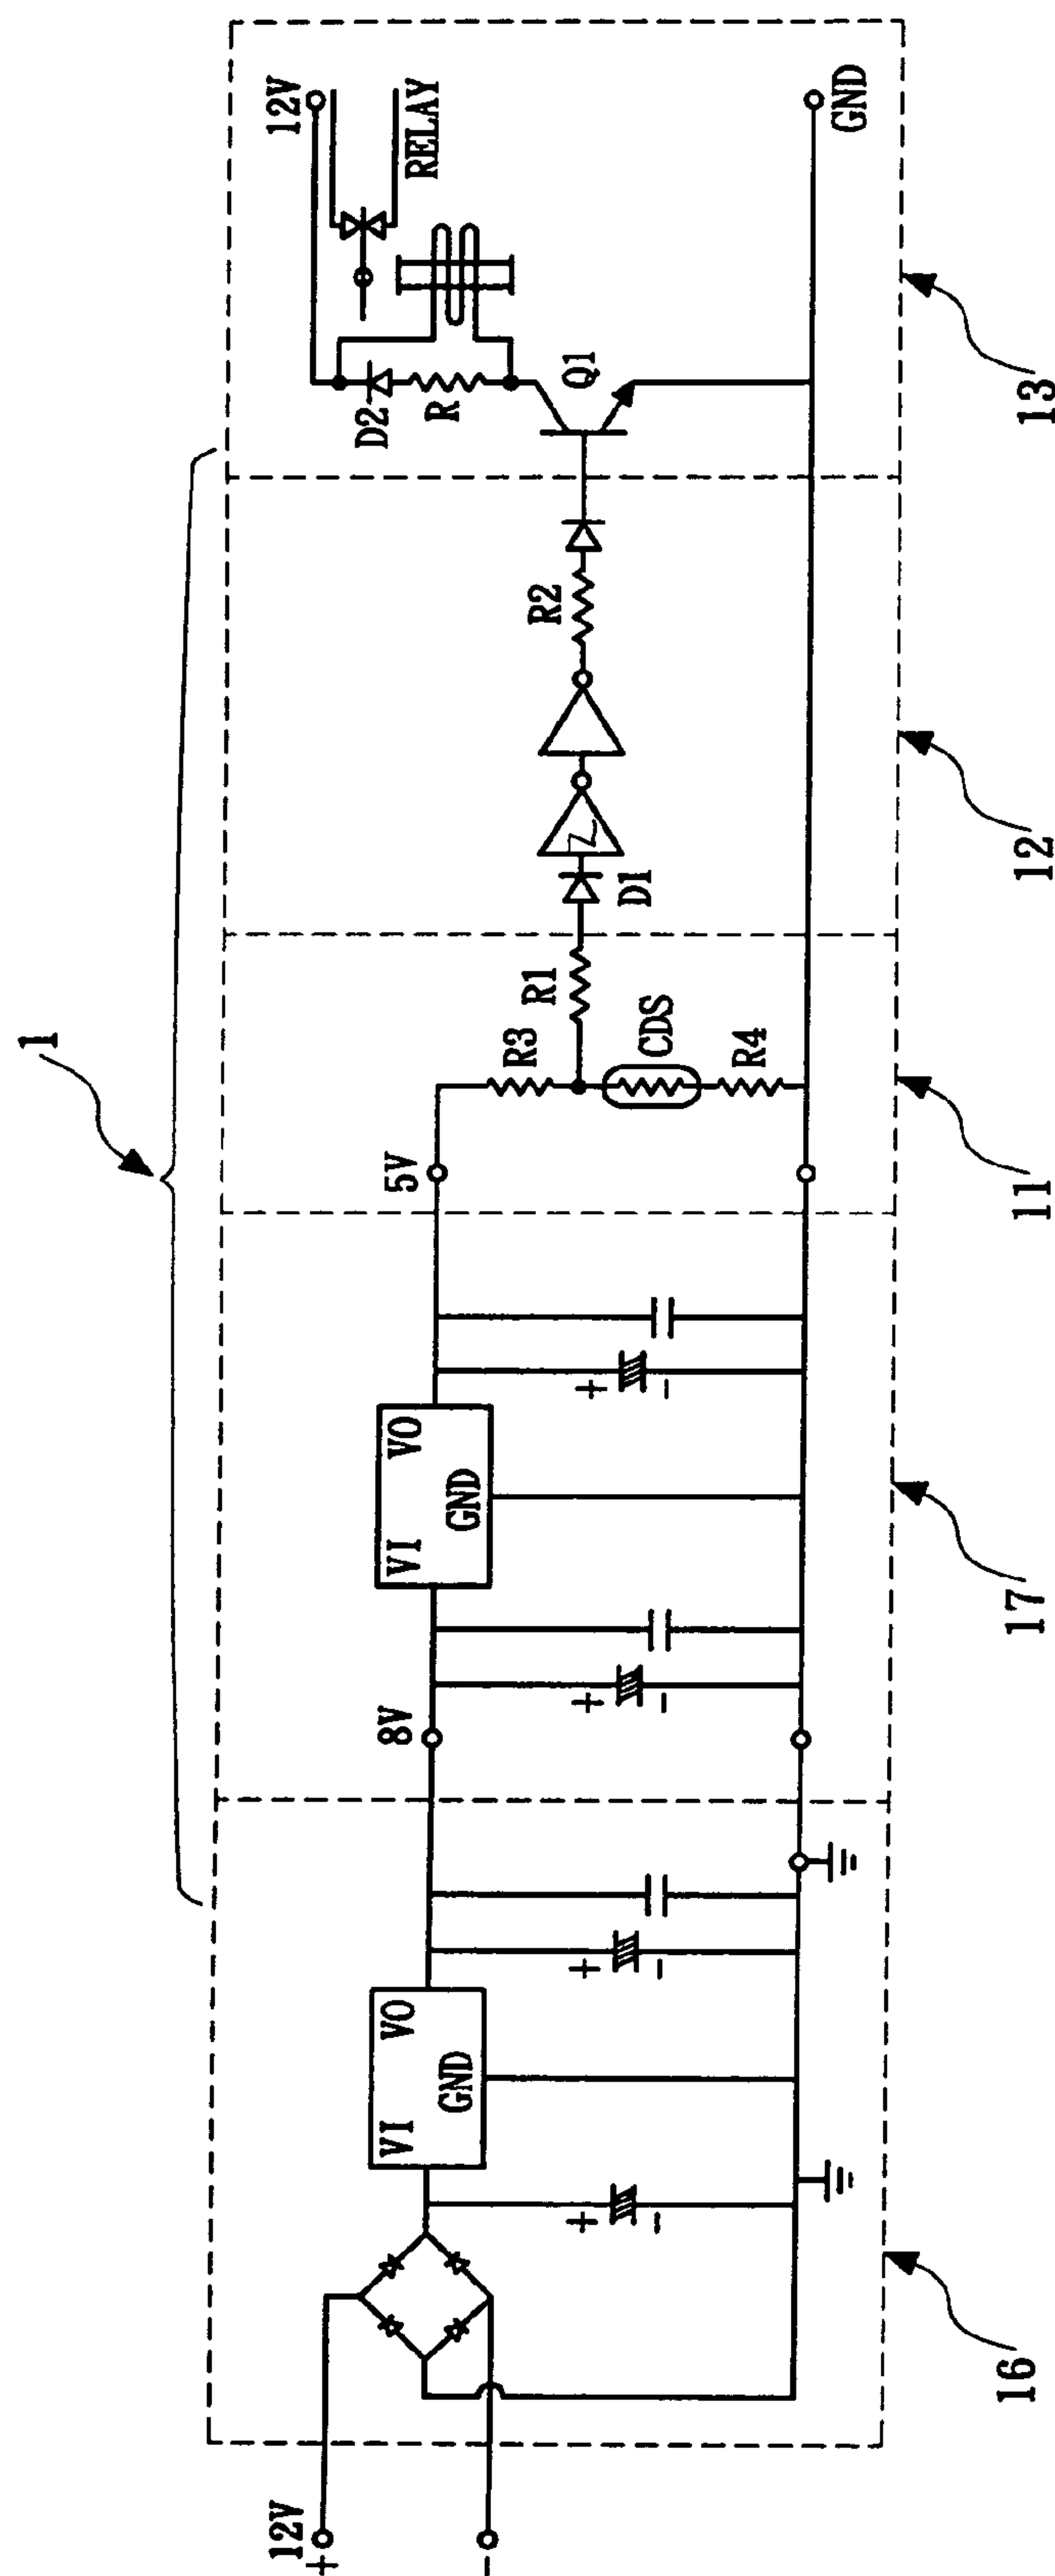 1
12V
+
-
VI
VO
GND
+
-
+
-
8V
+
-
VI
VO
GND
+
-
5V
R3
CDS
R4
R1
D1
R2
Q1
D2
R
12V
RELAY
GND
16
17
11
12
13